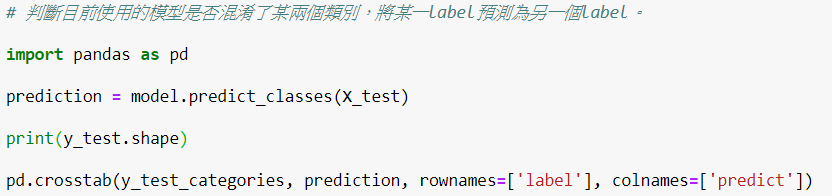 # 判斷目前使用的模型是否混淆了某兩個類別，將某一label預測為另一個label。
import pandas as pd
prediction = model.predict_classes(X_test)
print(y_test.shape)
pd.crosstab(y_test_categories, prediction, rownames=['label'], colnames=['predict'])